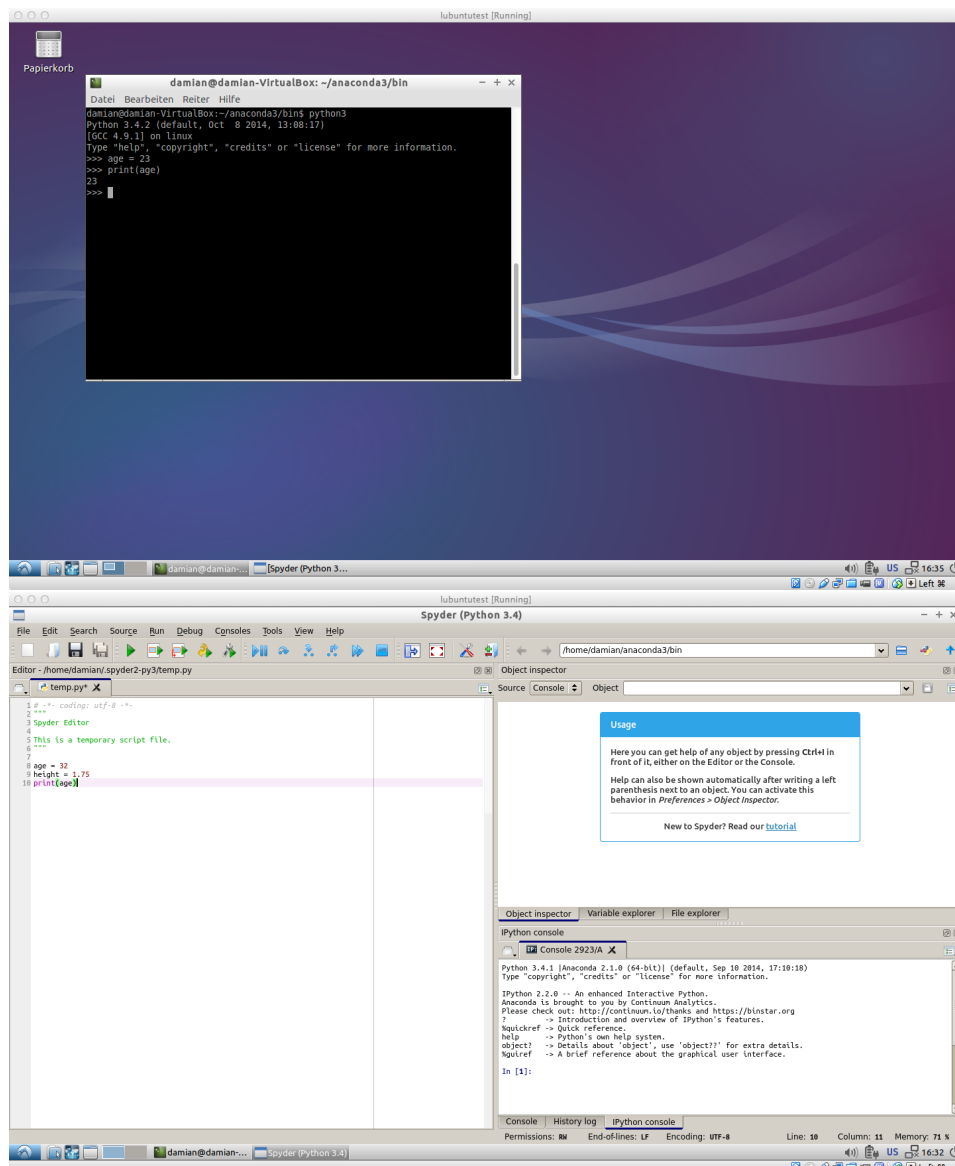 lubuntutest [Running]
Papierkorb
damian@damian-VirtualBox: ~/anaconda3/bin
Datei Bearbeiten Reiter Hilfe
damian@damian-VirtualBox:~/anaconda3/bin$ python3
Python 3.4.2 (default, Oct  8 2014, 13:08:17)
[GCC 4.9.1] on linux
Type "help", "copyright", "credits" or "license" for more information.
>>> age = 23
>>> print(age)
23
>>>
damian@damian-... [Spyder (Python 3... US 16:35
Left ⌘
lubuntutest [Running]
Spyder (Python 3.4)
File Edit Search Source Run Debug Consoles Tools View Help
/home/damian/anaconda3/bin
Editor - /home/damian/.spyder2-py3/temp.py
temp.py*
1 # -*- coding: utf-8 -*-
2 """
3 Spyder Editor
4
5 This is a temporary script file.
6 """
7
8 age = 32
9 height = 1.75
10 print(age)
Object inspector
Source Console Object
Usage
Here you can get help of any object by pressing Ctrl+I in
front of it, either on the Editor or the Console.
Help can also be shown automatically after writing a left
parenthesis next to an object. You can activate this
behavior in Preferences > Object Inspector.
New to Spyder? Read our tutorial
Object inspector Variable explorer File explorer
IPython console
Console 2923/A
Python 3.4.1 |Anaconda 2.1.0 (64-bit)| (default, Sep 10 2014, 17:10:18)
Type "copyright", "credits" or "license" for more information.
IPython 2.2.0 -- An enhanced Interactive Python.
Anaconda is brought to you by Continuum Analytics.
Please check out: http://continuum.io/thanks and https://binstar.org
?         -> Introduction and overview of IPython's features.
%quickref -> Quick reference.
help      -> Python's own help system.
object?   -> Details about 'object', use 'object??' for extra details.
%guiref   -> A brief reference about the graphical user interface.
In [1]:
Console History log IPython console
Permissions: RW End-of-lines: LF Encoding: UTF-8 Line: 10 Column: 11 Memory: 71 %
damian@damian-... Spyder (Python 3.4) US 16:32